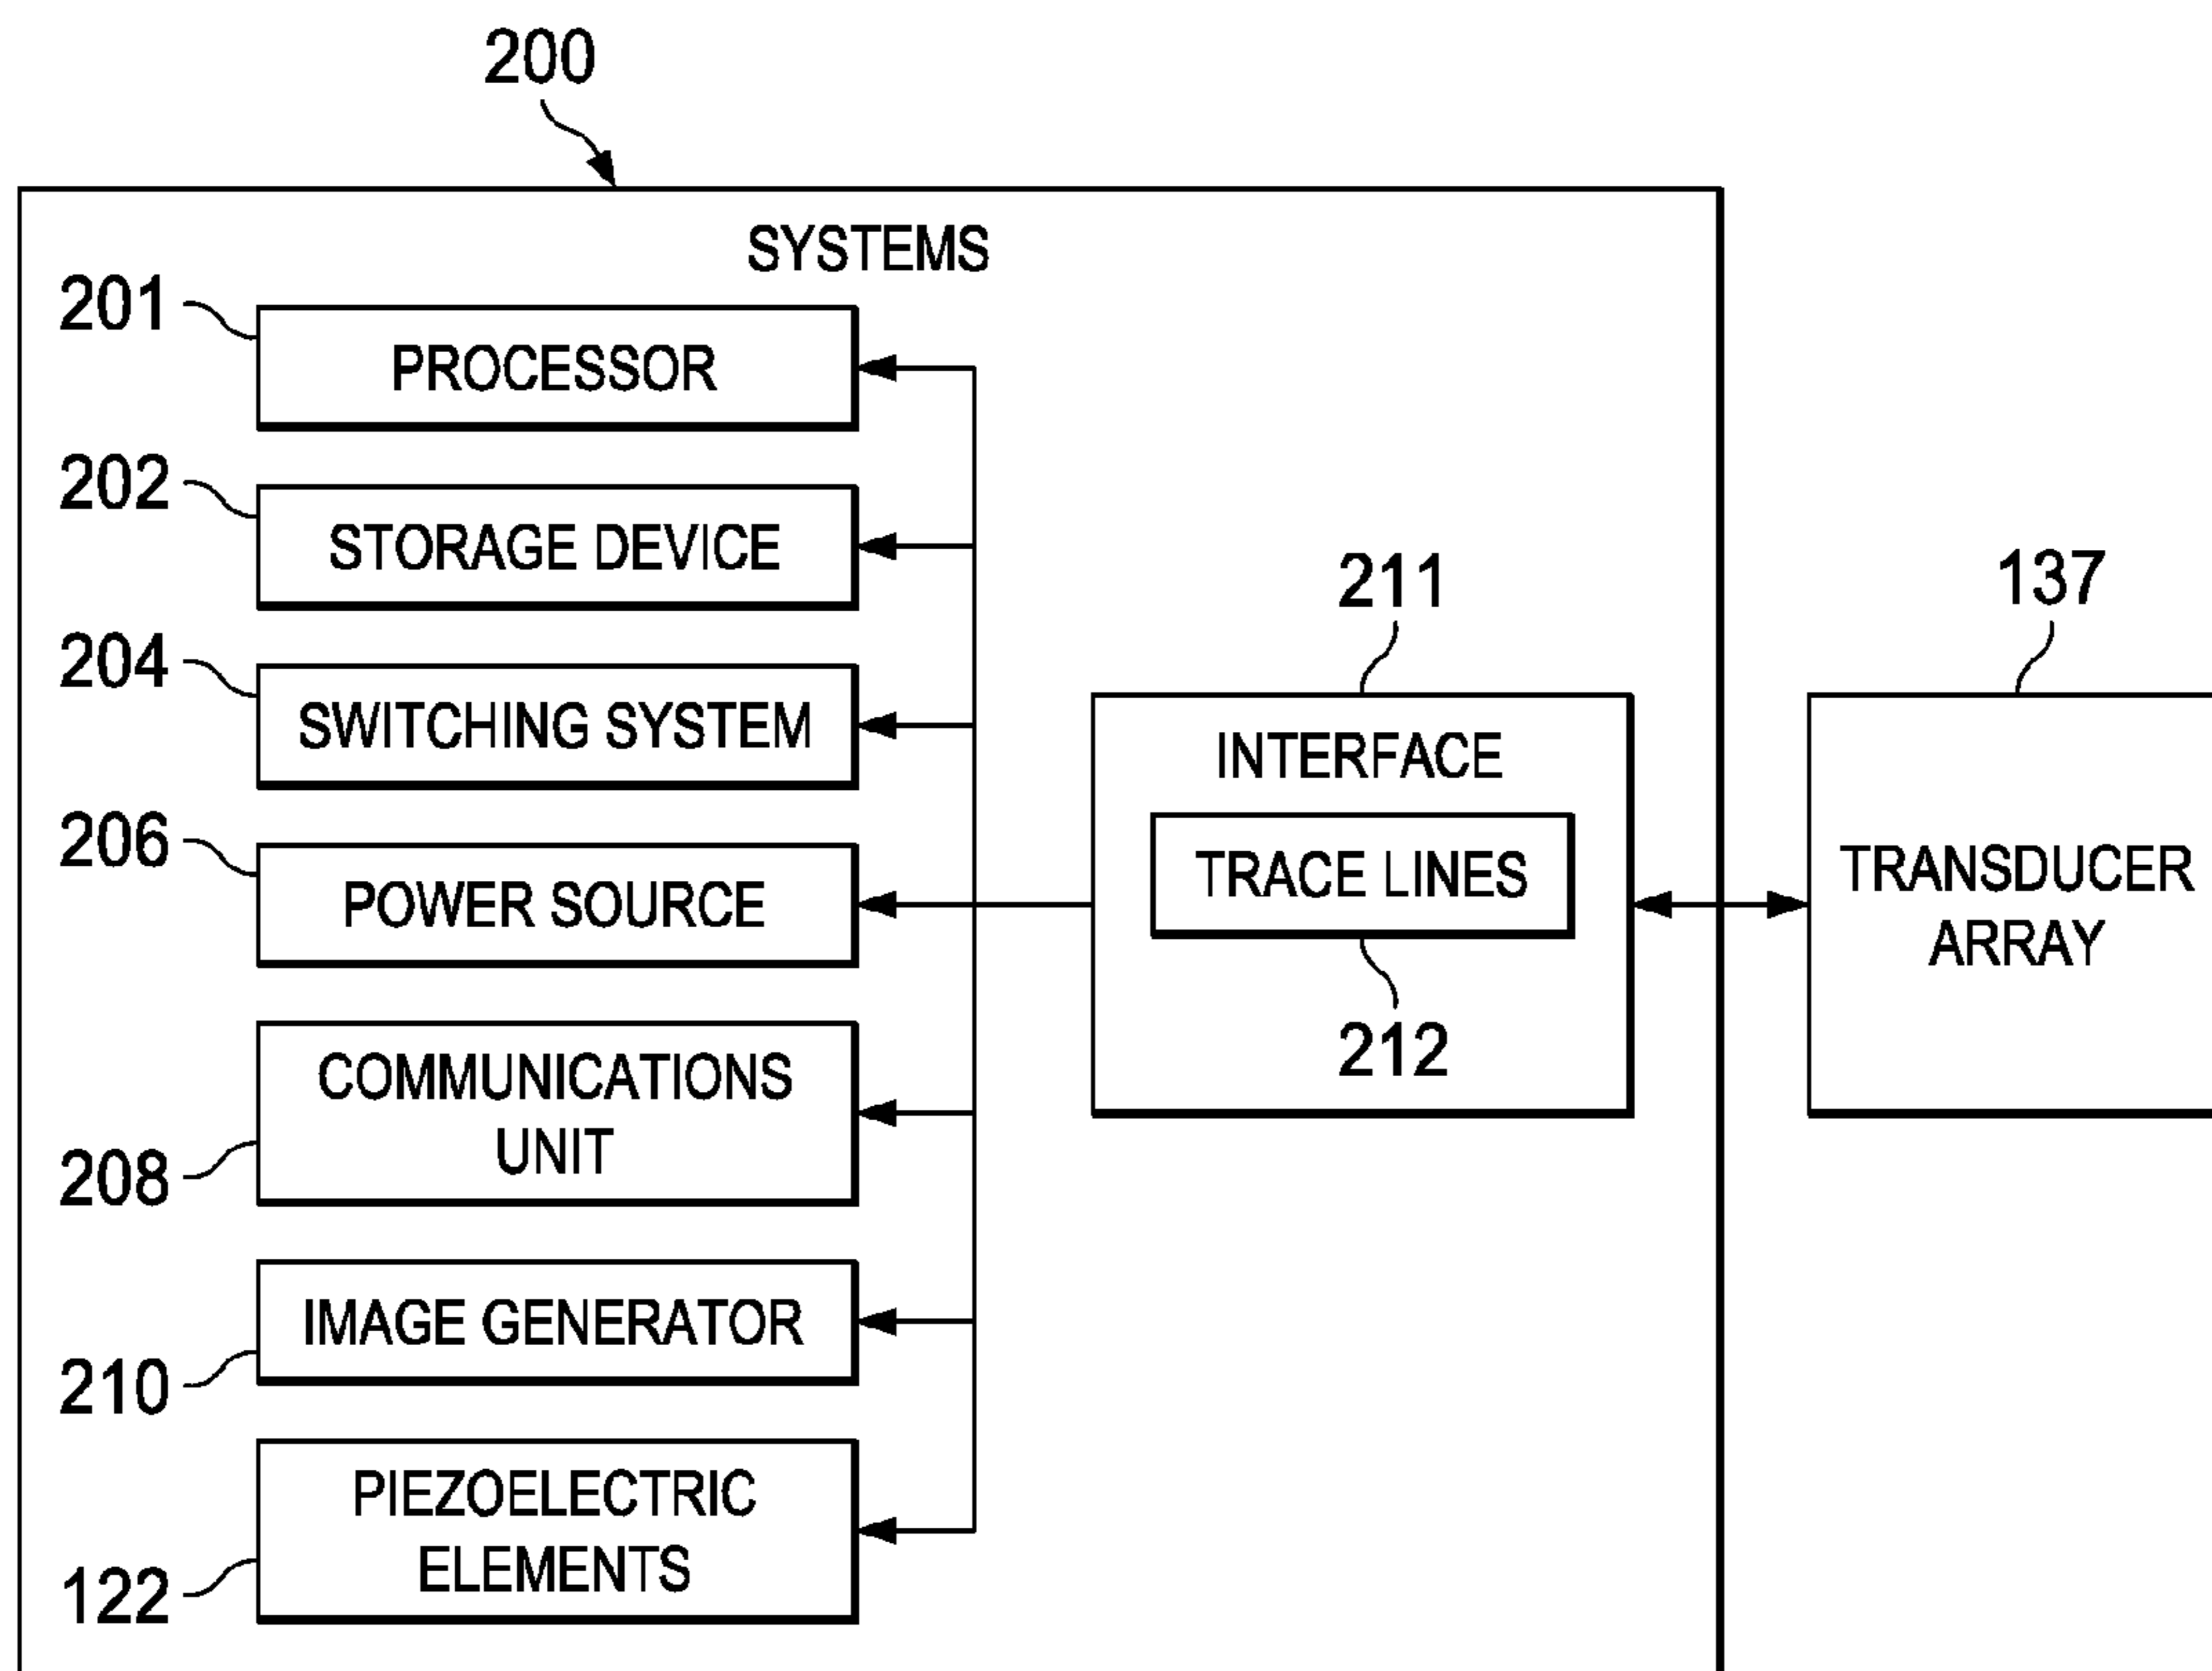 200
SYSTEMS
201
PROCESSOR
202
STORAGE DEVICE
204
SWITCHING SYSTEM
206
POWER SOURCE
208
COMMUNICATIONS
UNIT
210
IMAGE GENERATOR
122
PIEZOELECTRIC
ELEMENTS
211
INTERFACE
TRACE LINES
212
137
TRANSDUCER
ARRAY